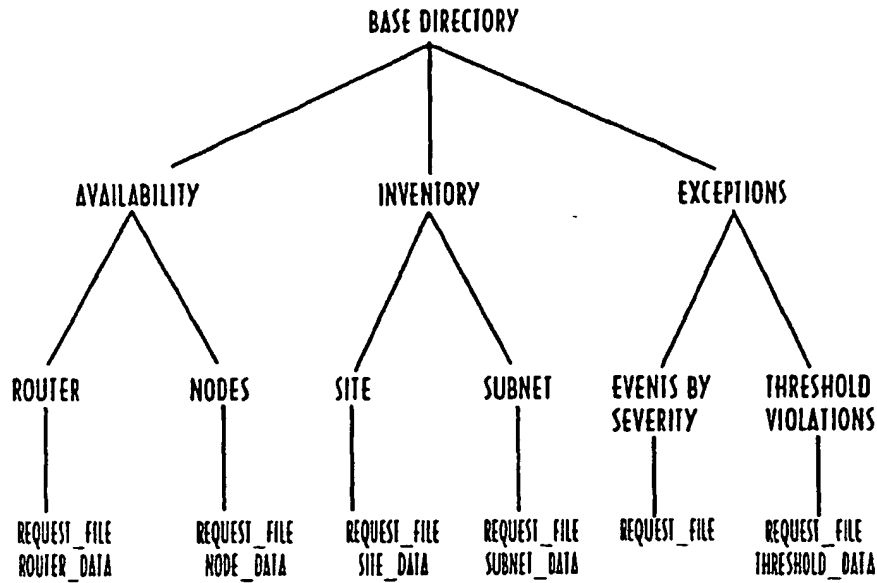 BASE DIRECTORY
AVAILABILITY
INVENTORY
EXCEPTIONS
ROUTER
NODES
SITE
SUBNET
EVENTS BY
SEVERITY
THRESHOLD
VIOLATIONS
REQUEST_FILE
ROUTER_DATA
REQUEST_FILE
NODE_DATA
REQUEST_FILE
SITE_DATA
REQUEST_FILE
SUBNET_DATA
REQUEST_FILE
REQUEST_FILE
THRESHOLD_DATA